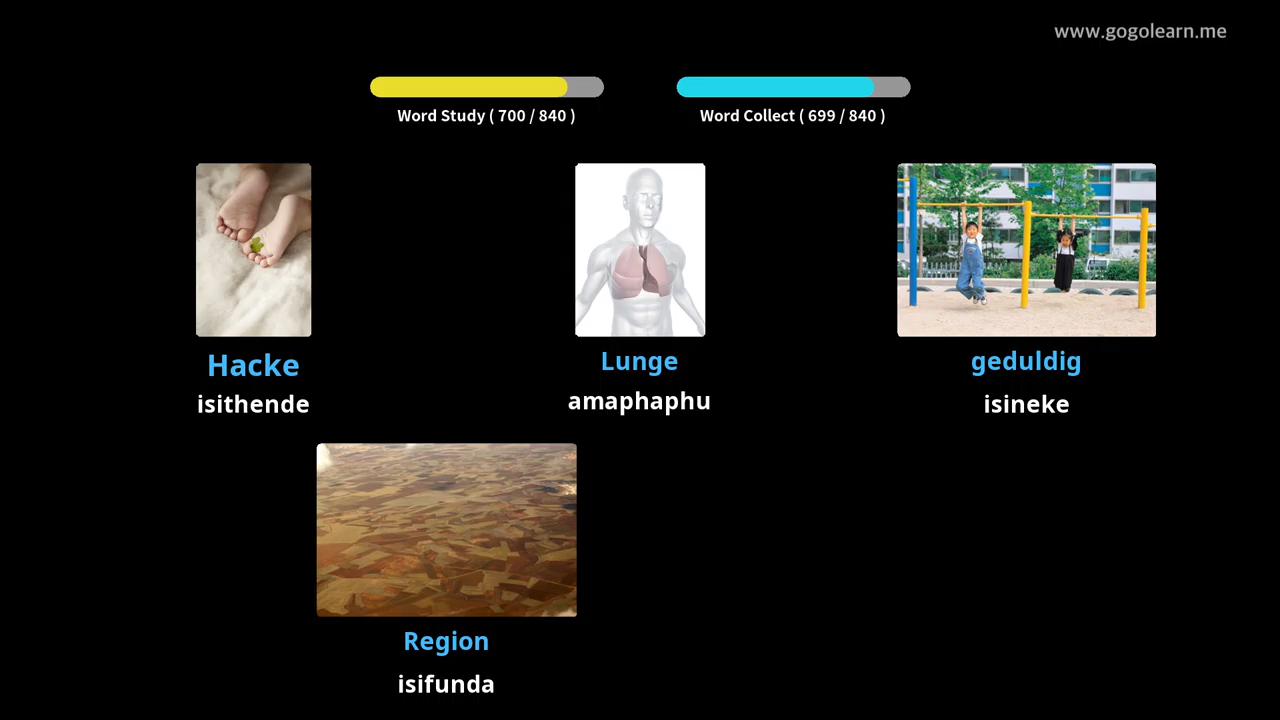 www.gogolearn.me
Word Study ( 700 / 840 )
Word Collect ( 699 / 840 )
Hacke
isithende
Lunge
amaphaphu
geduldig
isineke
Region
isifunda